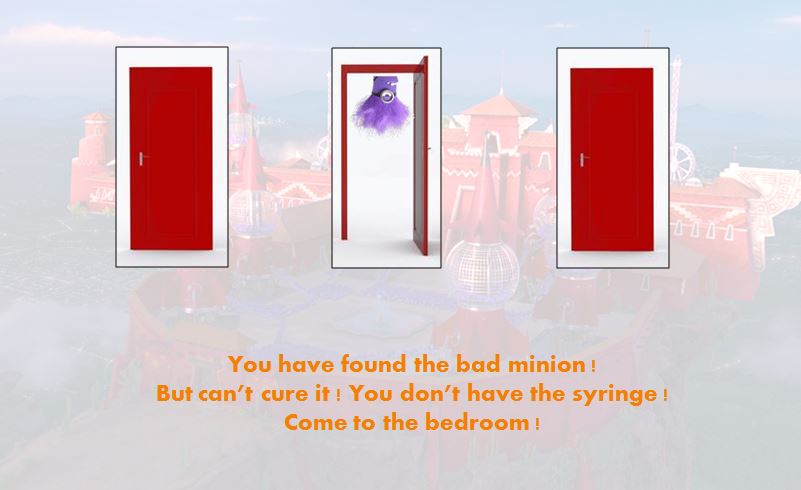 You have found the bad minion !
But can’t cure it ! You don’t have the syringe !
Come to the bedroom !